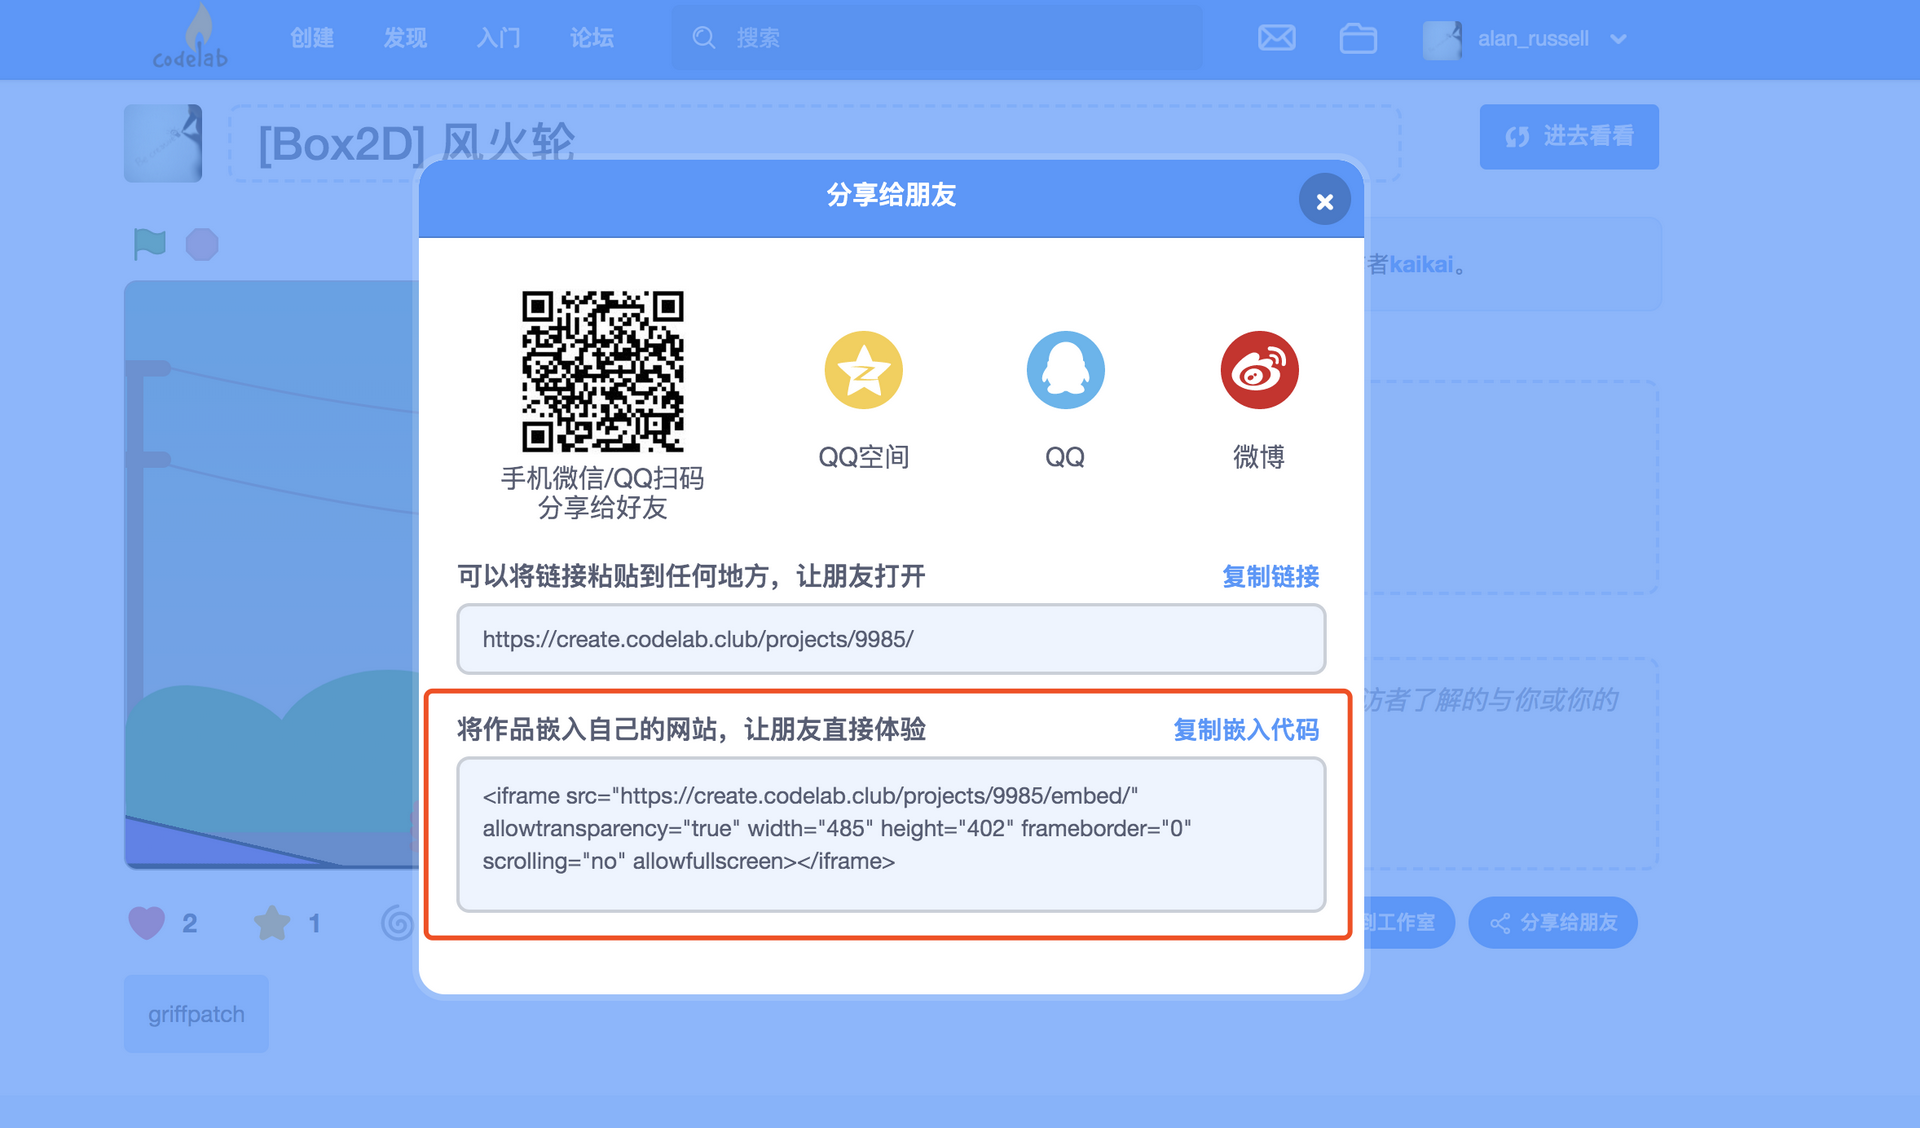 codelab
创建
发现
入门
论坛
搜索
alan_russell
[Box2D] 风火轮
进去看看
分享给朋友
者kaikai。
手机微信/QQ扫码
分享给好友
QQ空间
QQ
微博
可以将链接粘贴到任何地方，让朋友打开
复制链接
https://create.codelab.club/projects/9985/
将作品嵌入自己的网站，让朋友直接体验
复制嵌入代码
<iframe src="https://create.codelab.club/projects/9985/embed/"
allowtransparency="true" width="485" height="402" frameborder="0"
scrolling="no" allowfullscreen></iframe>
访者了解的与你或你的
2
1
到工作室
分享给朋友
griffpatch